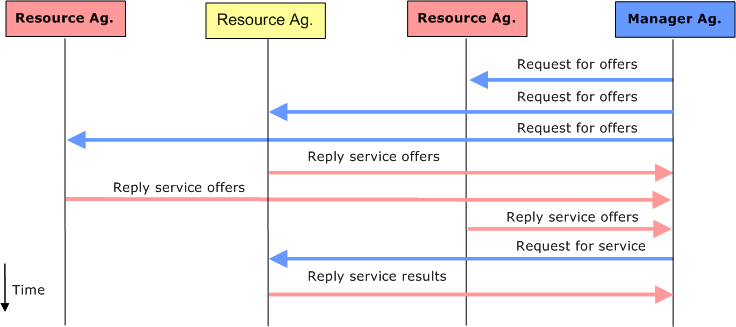 Resource Ag.
Resource Ag.
Resource Ag.
Manager Ag.
Request for offers
Request for offers
Request for offers
Reply service offers
Reply service offers
Reply service offers
Request for service
Reply service results
Time